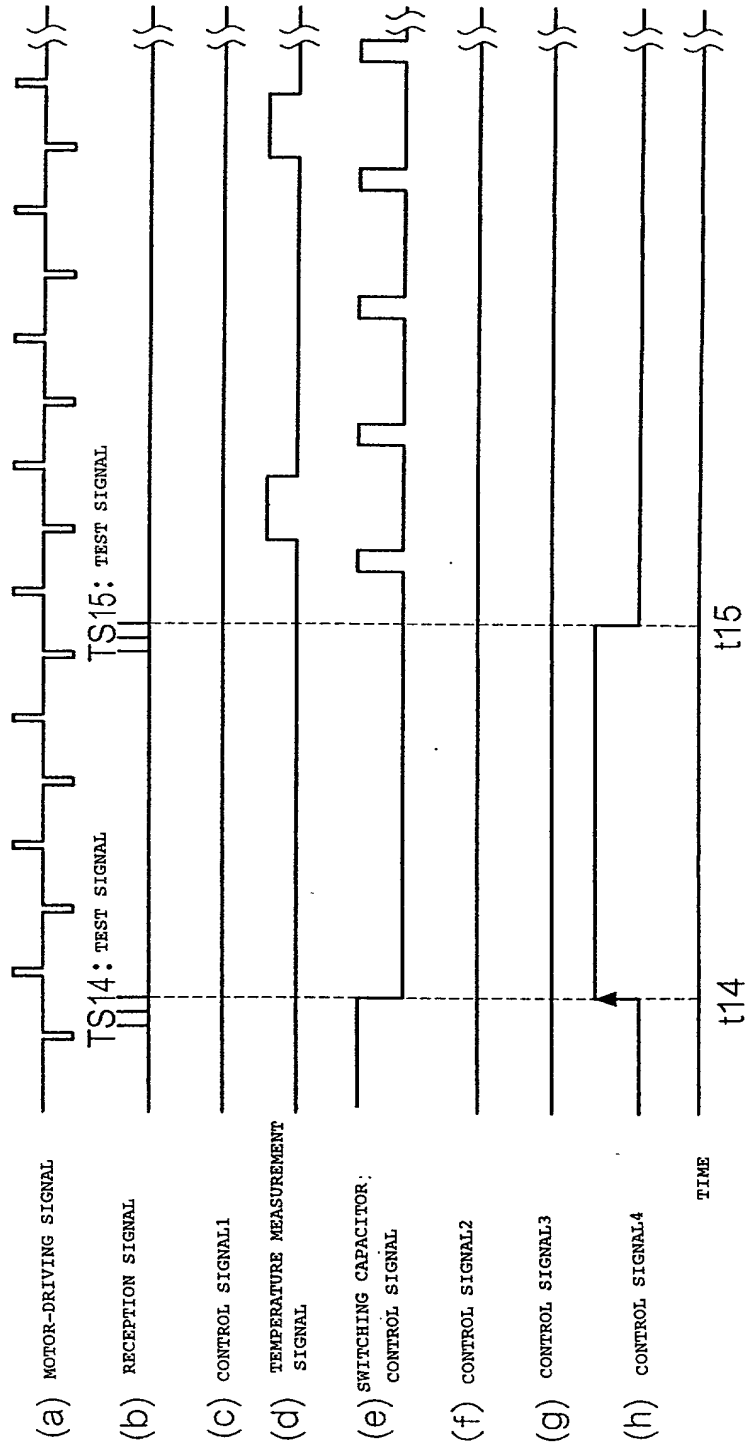 (a) MOTOR-DRIVING SIGNAL
TS14: TEST SIGNAL
TS15: TEST SIGNAL
(b) RECEPTION SIGNAL
(c) CONTROL SIGNAL1
(d) TEMPERATURE MEASUREMENT
SIGNAL
(e) SWITCHING CAPACITOR;
CONTROL SIGNAL
(f) CONTROL SIGNAL2
(g) CONTROL SIGNAL3
(h) CONTROL SIGNAL4
TIME
t14
t15